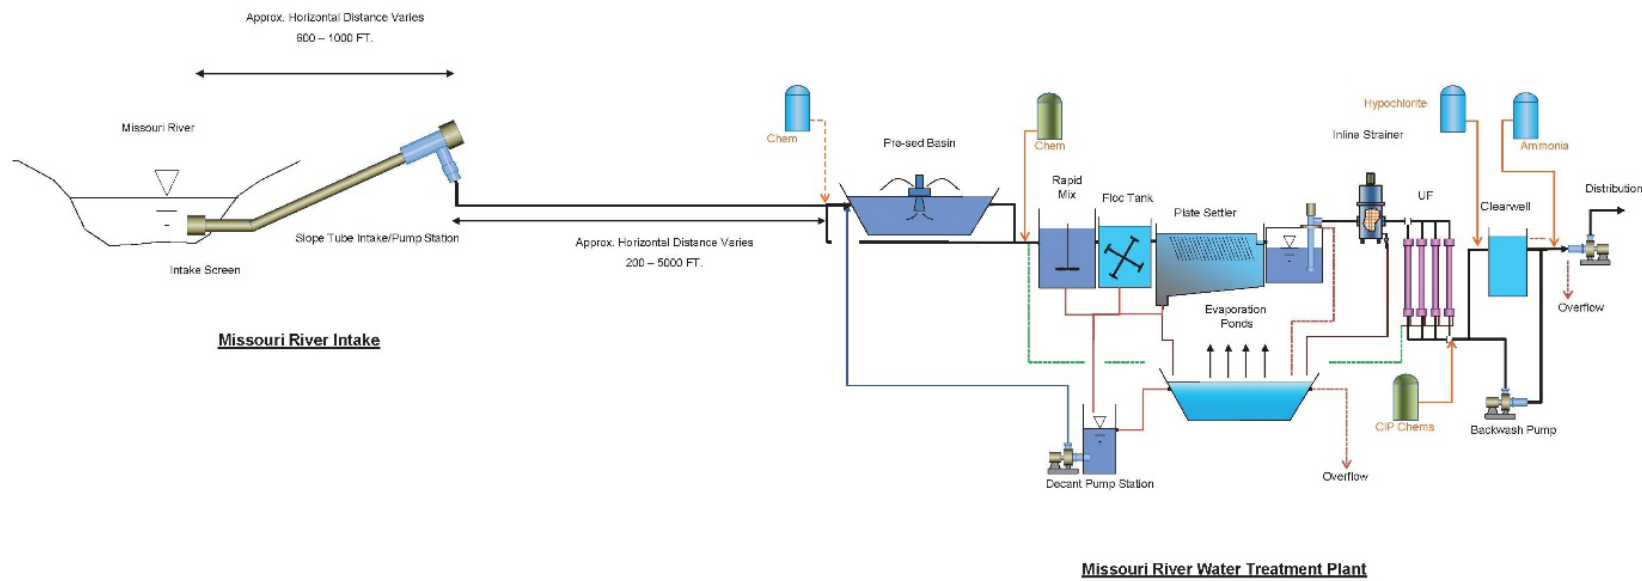 Approx. Horizontal Distance Varies
600 – 1000 FT.
Missouri River
Slope Tube Intake/Pump Station
Intake Screen
Missouri River Intake
Approx. Horizontal Distance Varies
200 – 5000 FT.
Chem
Pre-sed Basin
Chem
Rapid
Mix
Floc Tank
Plate Settler
Evaporation
Ponds
Inline Strainer
Hypochlorite
Ammonia
UF
Clearwell
Distribution
Overflow
CIP Chems
Backwash Pump
Decant Pump Station
Overflow
Missouri River Water Treatment Plant